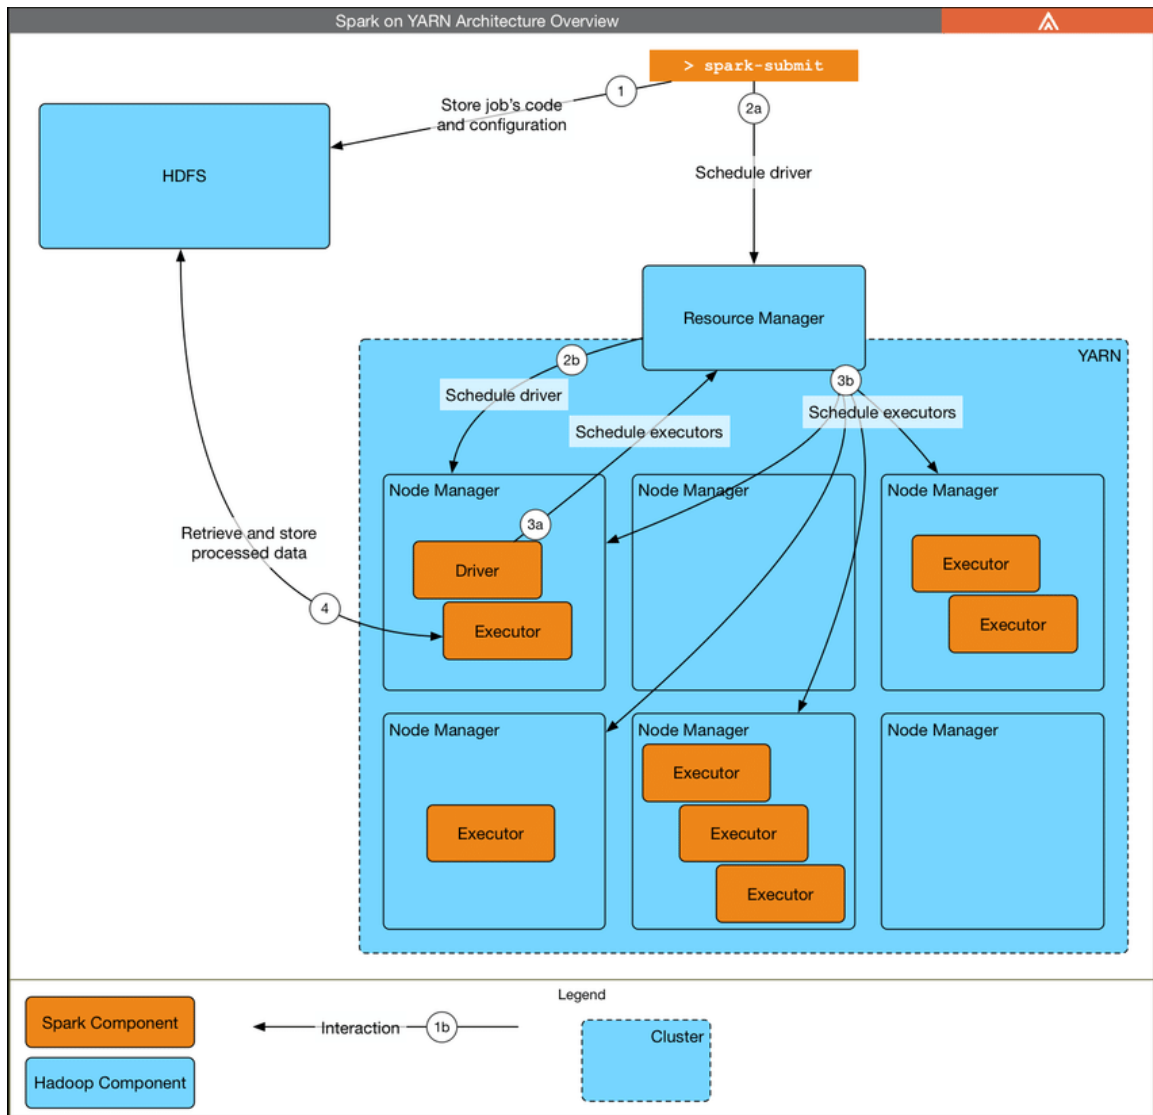 Spark on YARN Architecture Overview
> spark-submit
1
2a
Store job's code
and configuration
HDFS
Schedule driver
Resource Manager
YARN
2b
3b
Schedule driver
Schedule executors
Schedule executors
Node Manager
Node Manager
Node Manager
3a
Retrieve and store
processed data
Driver
Executor
Executor
Executor
4
Node Manager
Node Manager
Node Manager
Executor
Executor
Executor
Executor
Legend
Spark Component
Interaction
1b
Cluster
Hadoop Component